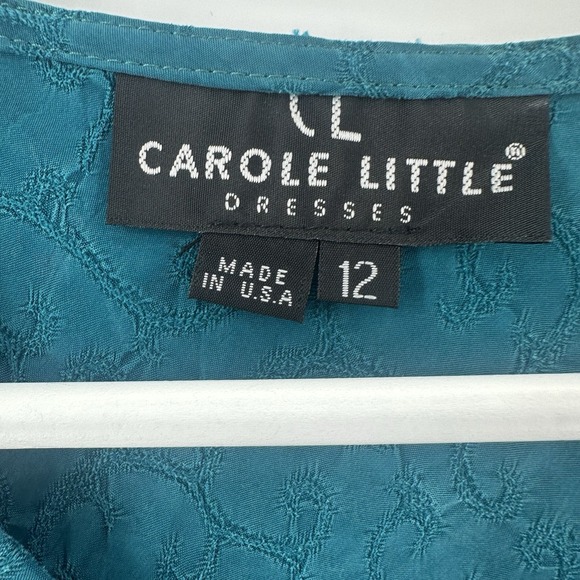 CL
CAROLE LITTLE®
DRESSES
MADE
IN U.S.A
12